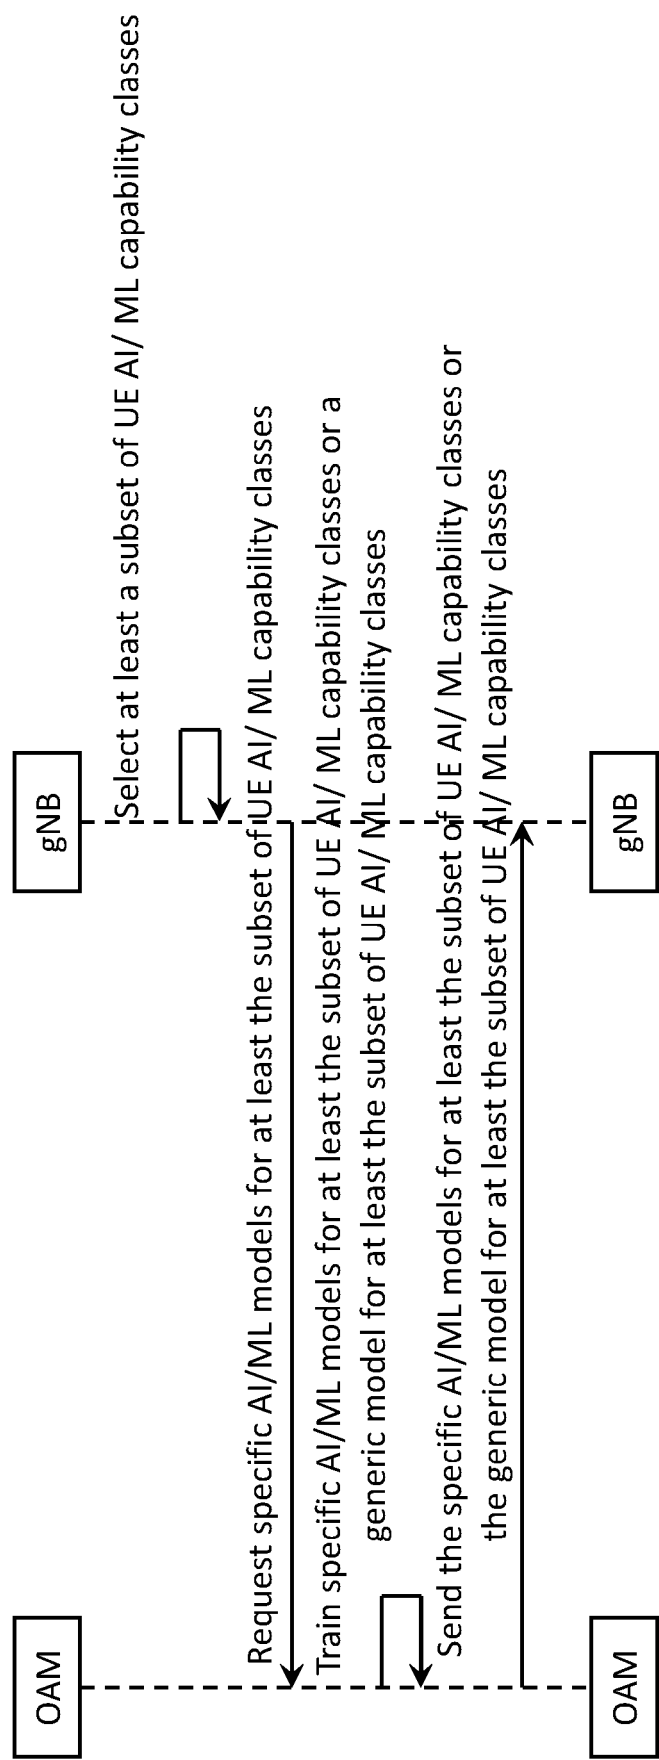 OAM
gNB
Select at least a subset of UE AI/ ML capability classes
Request specific AI/ML models for at least the subset of UE AI/ ML capability classes
Train specific AI/ML models for at least the subset of UE AI/ ML capability classes or a
generic model for at least the subset of UE AI/ ML capability classes
Send the specific AI/ML models for at least the subset of UE AI/ ML capability classes or
the generic model for at least the subset of UE AI/ ML capability classes
OAM
gNB